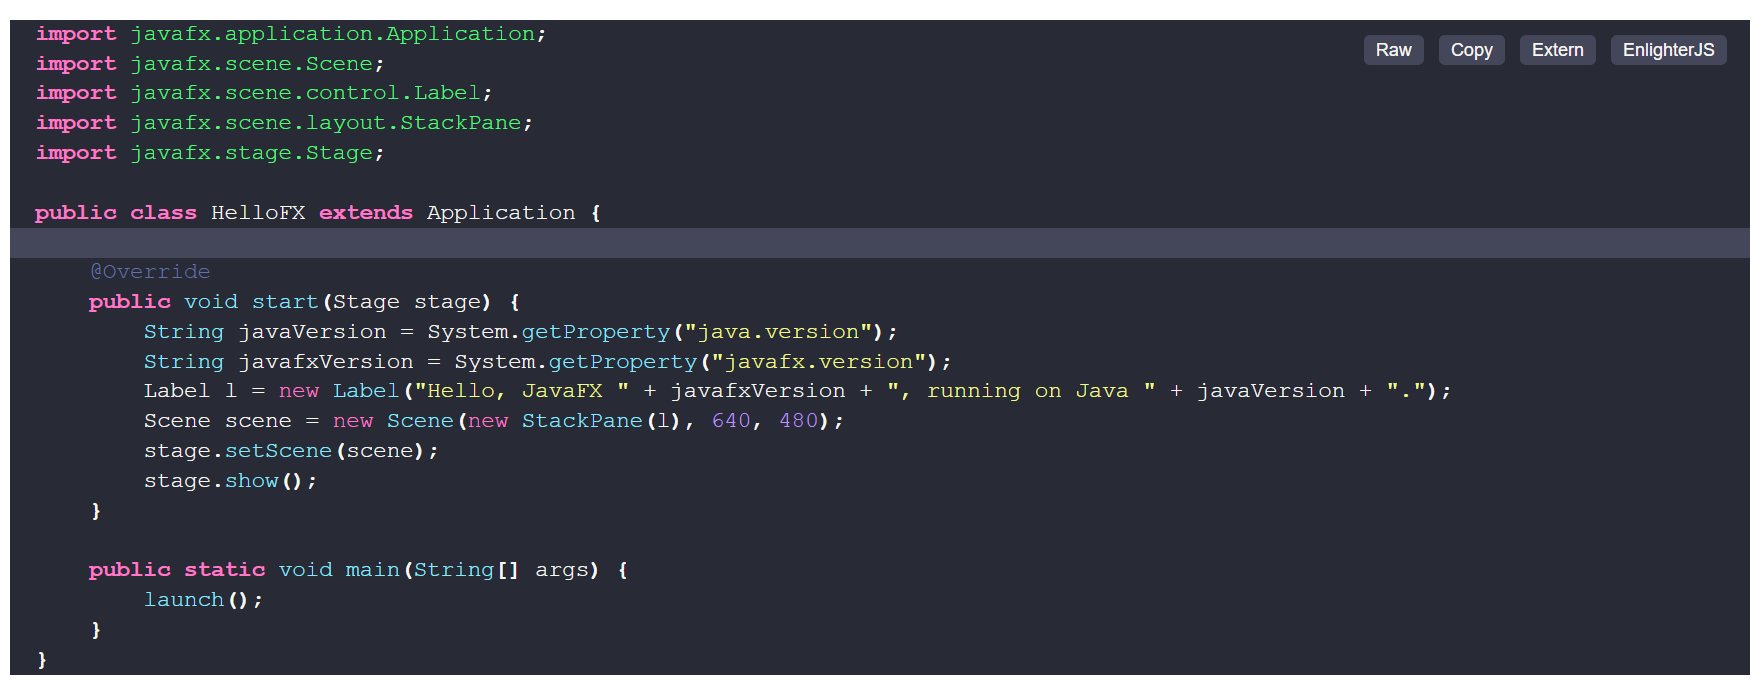 import javafx.application.Application;
Raw Copy Extern EnlighterJS
import javafx.scene.Scene;
import javafx.scene.control.Label;
import javafx.scene.layout.StackPane;
import javafx.stage.Stage;
public class HelloFX extends Application {
@Override
public void start(Stage stage) {
String javaVersion = System.getProperty("java.version");
String javafxVersion = System.getProperty("javafx.version");
Label l = new Label("Hello, JavaFX " + javafxVersion + ", running on Java " + javaVersion + ".");
Scene scene = new Scene(new StackPane(l), 640, 480);
stage.setScene(scene);
stage.show();
}
public static void main(String[] args) {
launch();
}
}